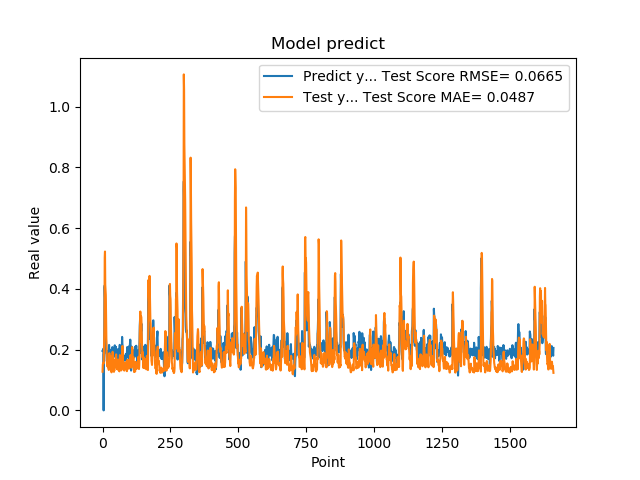 Model predict
Predict y... Test Score RMSE= 0.0665
Test y... Test Score MAE= 0.0487
Real value
1.0
0.8
0.6
0.4
0.2
0.0
0 250 500 750 1000 1250 1500
Point